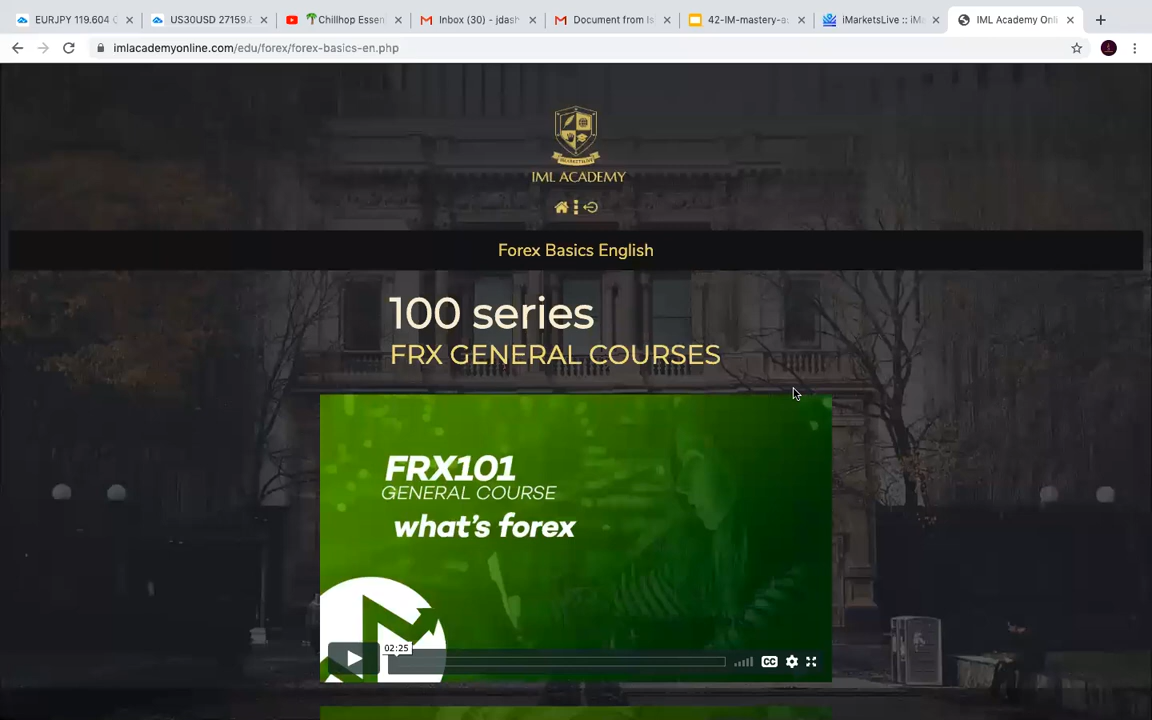 EURJPY 119.604
US30USD 27159.
Chillhop Essen
Inbox (30) - jdash
Document from Is
42-IM-mastery-a
iMarketsLive :: iMa
IML Academy Onli
imlacademyonline.com/edu/forex/forex-basics-en.php
IML ACADEMY
Forex Basics English
100 series
FRX GENERAL COURSES
FRX101
GENERAL COURSE
what's forex
02:25
CC